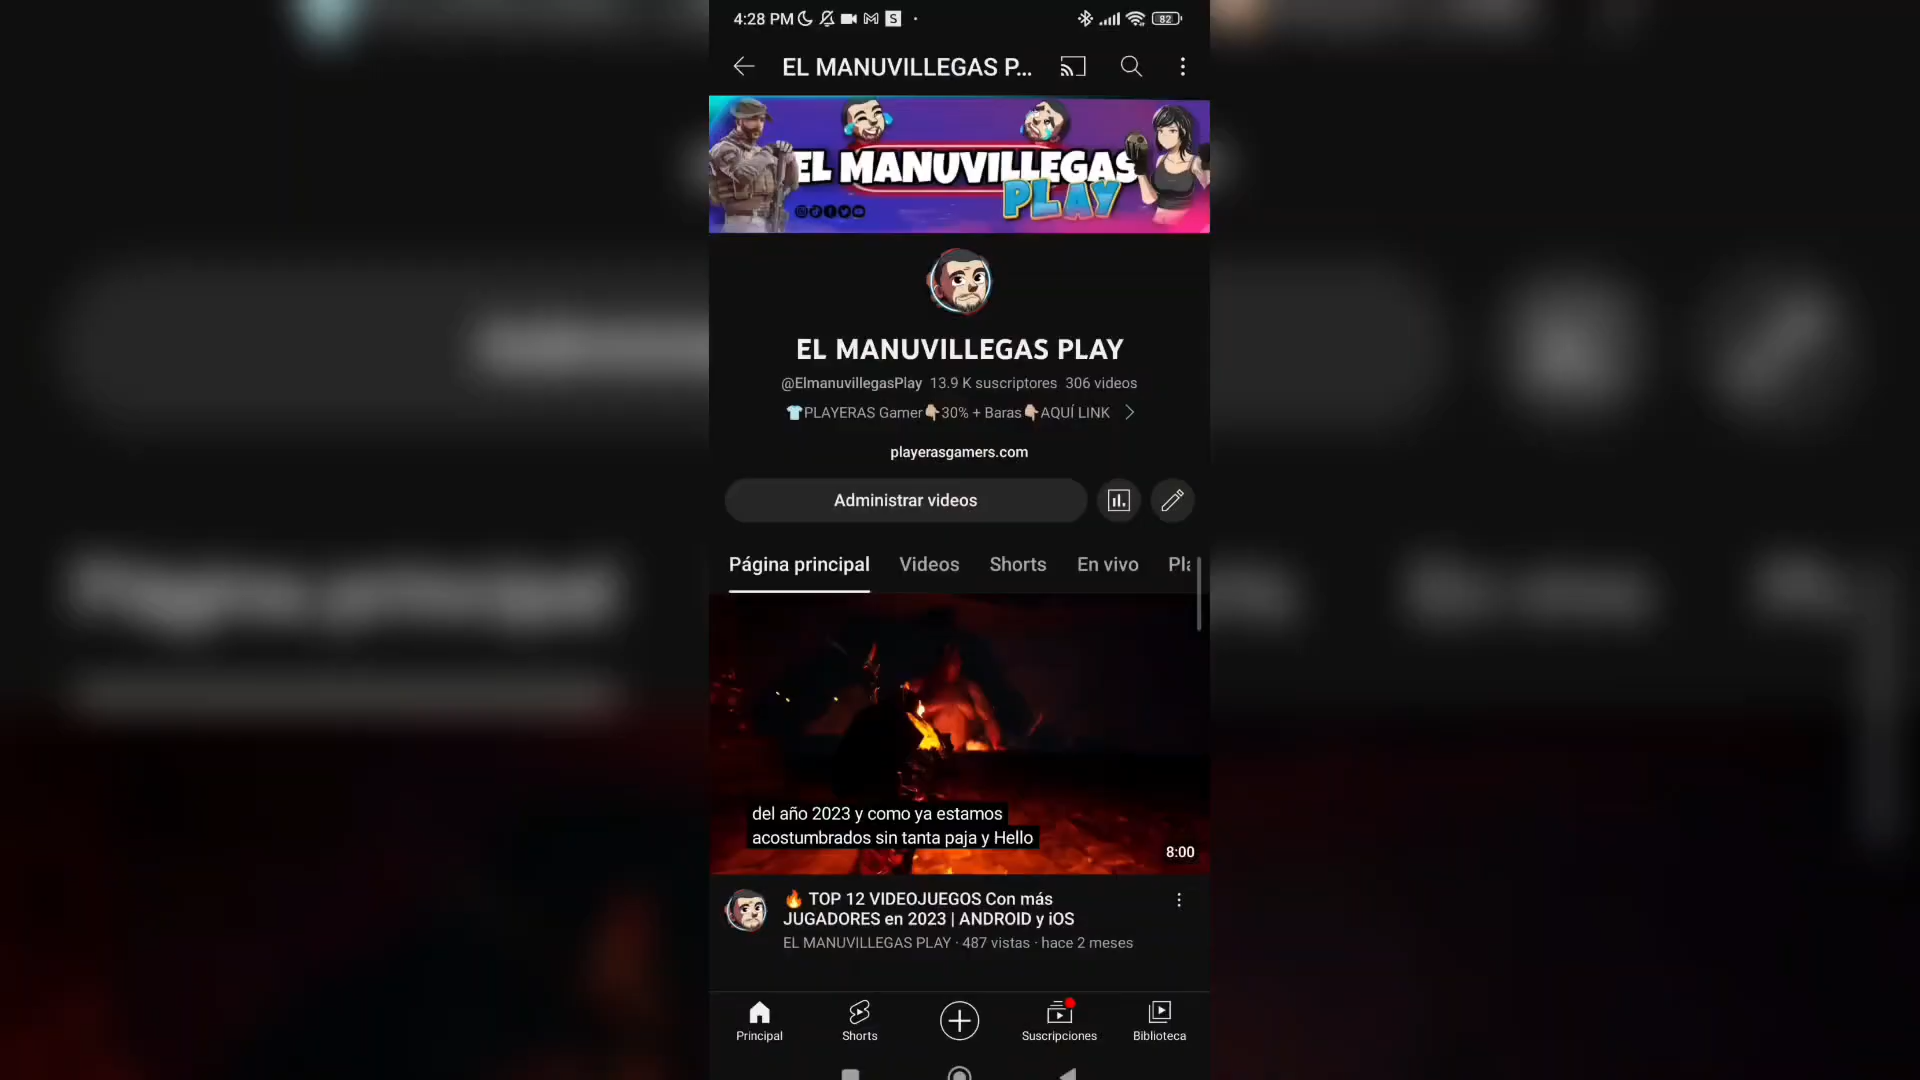 4:28 PM
S
82
EL MANUVILLEGAS P...
EL MANUVILLEGAS
PLAY
EL MANUVILLEGAS PLAY
@ElmanuvillegasPlay 13.9 K suscriptores 306 videos
👕PLAYERAS Gamer👇🏼30% + Baras👇🏼AQUÍ LINK
playerasgamers.com
Administrar videos
Página principal Videos Shorts En vivo Pla
del año 2023 y como ya estamos
acostumbrados sin tanta paja y Hello
8:00
🔥 TOP 12 VIDEOJUEGOS Con más
JUGADORES en 2023 | ANDROID y iOS
EL MANUVILLEGAS PLAY · 487 vistas · hace 2 meses
Principal Shorts Suscripciones Biblioteca